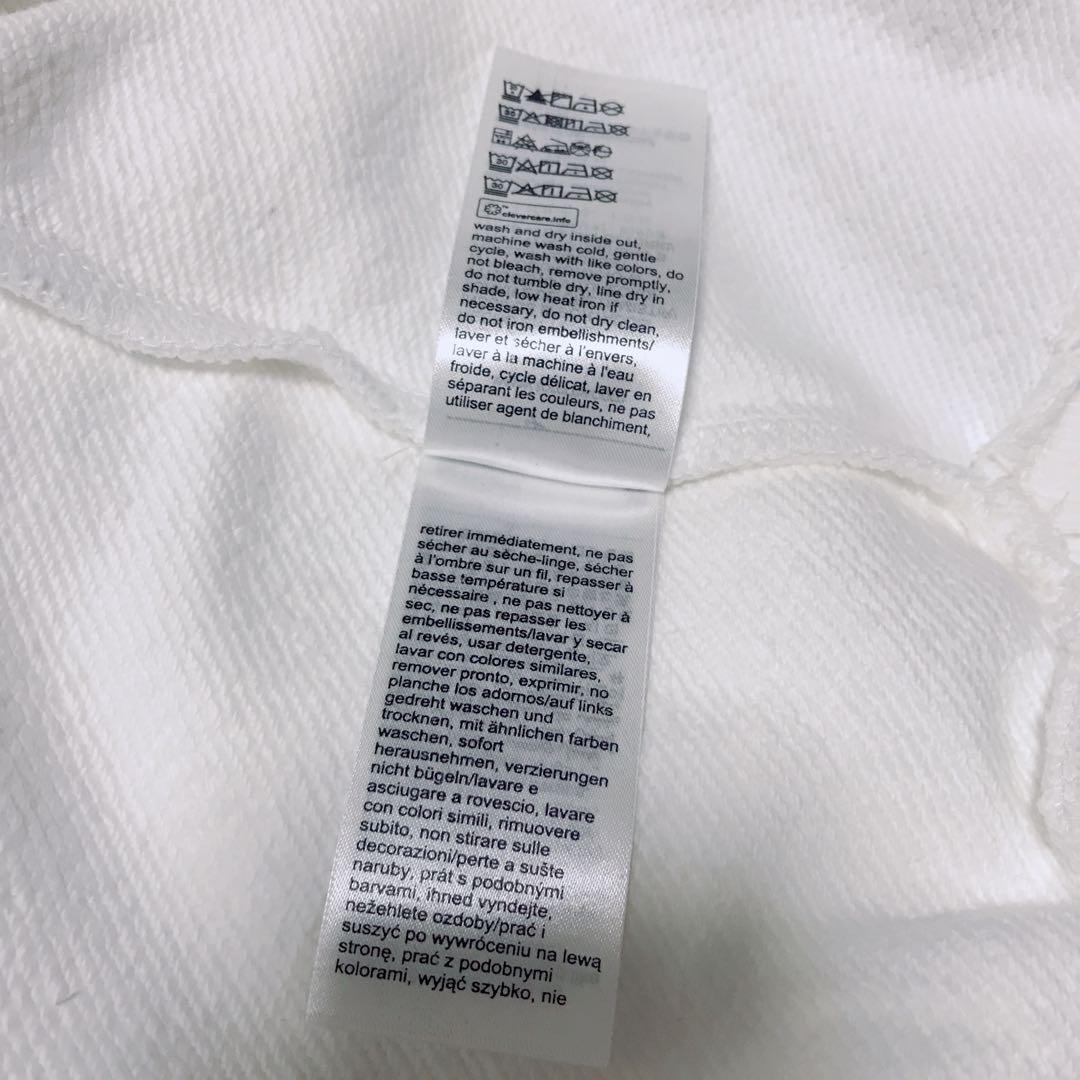 clevercare.info
wash and dry inside out,
machine wash cold, gentle
cycle, wash with like colors, do
not bleach, remove promptly,
do not tumble dry, line dry in
shade, low heat iron if
necessary, do not dry clean,
do not iron embellishments/
laver et sécher à l'envers,
laver à la machine à l'eau
froide, cycle délicat, laver en
séparant les couleurs, ne pas
utiliser agent de blanchiment,
retirer immédiatement, ne pas
sécher au sèche-linge, sécher
à l'ombre sur un fil, repasser à
basse température si
nécessaire , ne pas nettoyer à
sec, ne pas repasser les
embellissements/lavar y secar
al revés, usar detergente,
lavar con colores similares,
remover pronto, exprimir, no
planche los adornos/auf links
gedreht waschen und
trocknen, mit ähnlichen farben
waschen, sofort
herausnehmen, verzierungen
nicht bügeln/lavare e
asciugare a rovescio, lavare
con colori simili, rimuovere
subito, non stirare sulle
decorazioni/perte a sušte
naruby, prát s podobnými
barvami, ihned vyndejte,
nežehlete ozdoby/prać i
suszyć po wywróceniu na lewą
stronę, prać z podobnymi
kolorami, wyjąć szybko, nie